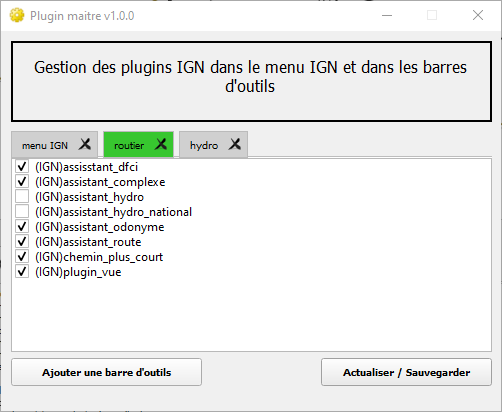 Plugin maitre v1.0.0
Gestion des plugins IGN dans le menu IGN et dans les barres
d'outils
menu IGN routier hydro
(IGN)assisstant_dfci
(IGN)assistant_complexe
(IGN)assistant_hydro
(IGN)assistant_hydro_national
(IGN)assistant_odonyme
(IGN)assistant_route
(IGN)chemin_plus_court
(IGN)plugin_vue
Ajouter une barre d'outils Actualiser / Sauvegarder